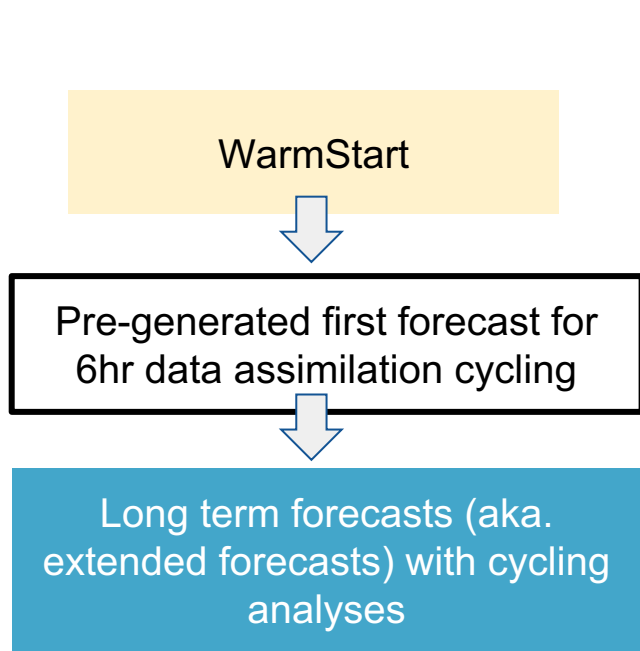 WarmStart
Pre-generated first forecast for
6hr data assimilation cycling
Long term forecasts (aka.
extended forecasts) with cycling
analyses